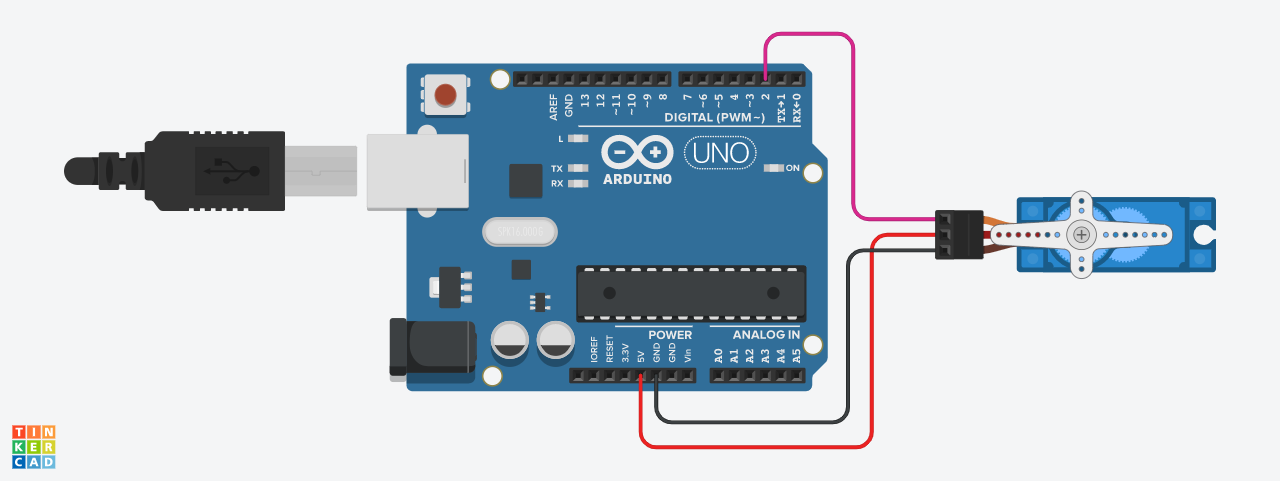 AREF
GND
13
12
~11
~10
~9
8
7
~6
~5
4
~3
2
TX→1
RX←0
DIGITAL (PWM~)
L
TX
RX
ARDUINO
UNO
ON
POWER
ANALOG IN
IOREF
RESET
3.3V
5V
GND
GND
Vin
A0
A1
A2
A3
A4
A5
TIN
KER
CAD